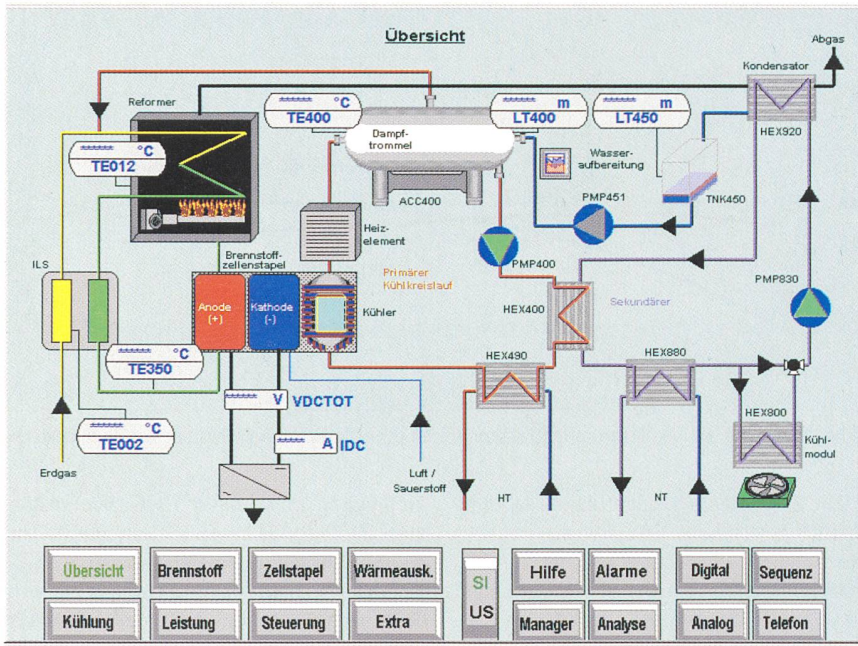 Übersicht
Abgas
Kondensator
Reformer
****** °C
TE400
****** m
LT400
****** m
LT450
Dampf-
trommel
HEX920
****** °C
TE012
Wasser-
aufbereitung
TNK450
ACC400
PMP451
Heiz-
element
PMP400
ILS
Brennstoff-
zellenstapel
Primärer
Kühlkreislauf
PMP830
Anode
(+)
Kathode
(-)
Kühler
HEX400
Sekundärer
****** °C
TE350
HEX490
HEX880
****** V
VDCTOT
HEX800
****** °C
TE002
***** A
IDC
Kühl-
modul
Erdgas
Luft /
Sauerstoff
HT
NT
Übersicht
Brennstoff
Zellstapel
Wärmeausk.
SI
US
Hilfe
Alarme
Digital
Sequenz
Kühlung
Leistung
Steuerung
Extra
Manager
Analyse
Analog
Telefon